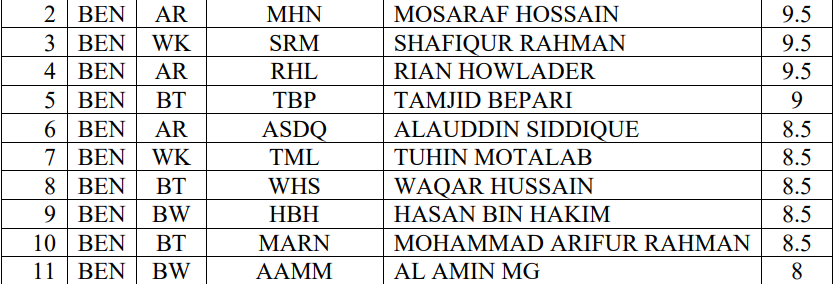 2 BEN AR MHN MOSARAF HOSSAIN 9.5
3 BEN WK SRM SHAFIQUR RAHMAN 9.5
4 BEN AR RHL RIAN HOWLADER 9.5
5 BEN BT TBP TAMJID BEPARI 9
6 BEN AR ASDQ ALAUDDIN SIDDIQUE 8.5
7 BEN WK TML TUHIN MOTALAB 8.5
8 BEN BT WHS WAQAR HUSSAIN 8.5
9 BEN BW HBH HASAN BIN HAKIM 8.5
10 BEN BT MARN MOHAMMAD ARIFUR RAHMAN 8.5
11 BEN BW AAMM AL AMIN MG 8